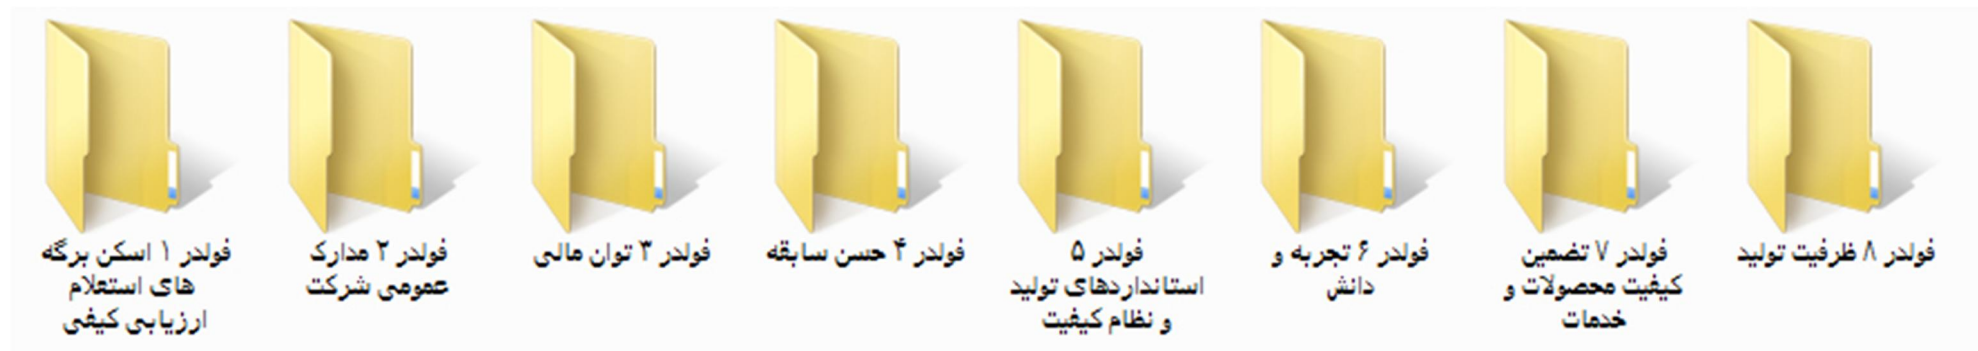 فولدر ۱ اسکن برگه
های استعلام
ارزیابی کیفی
فولدر ۲ مدارک
عمومی شرکت
فولدر ۳ توان مالی
فولدر ۴ حسن سابقه
فولدر ۵
استانداردهای تولید
و نظام کیفیت
فولدر ۶ تجربه و
دانش
فولدر ۷ تضمین
کیفیت محصولات و
خدمات
فولدر ۸ ظرفیت تولید